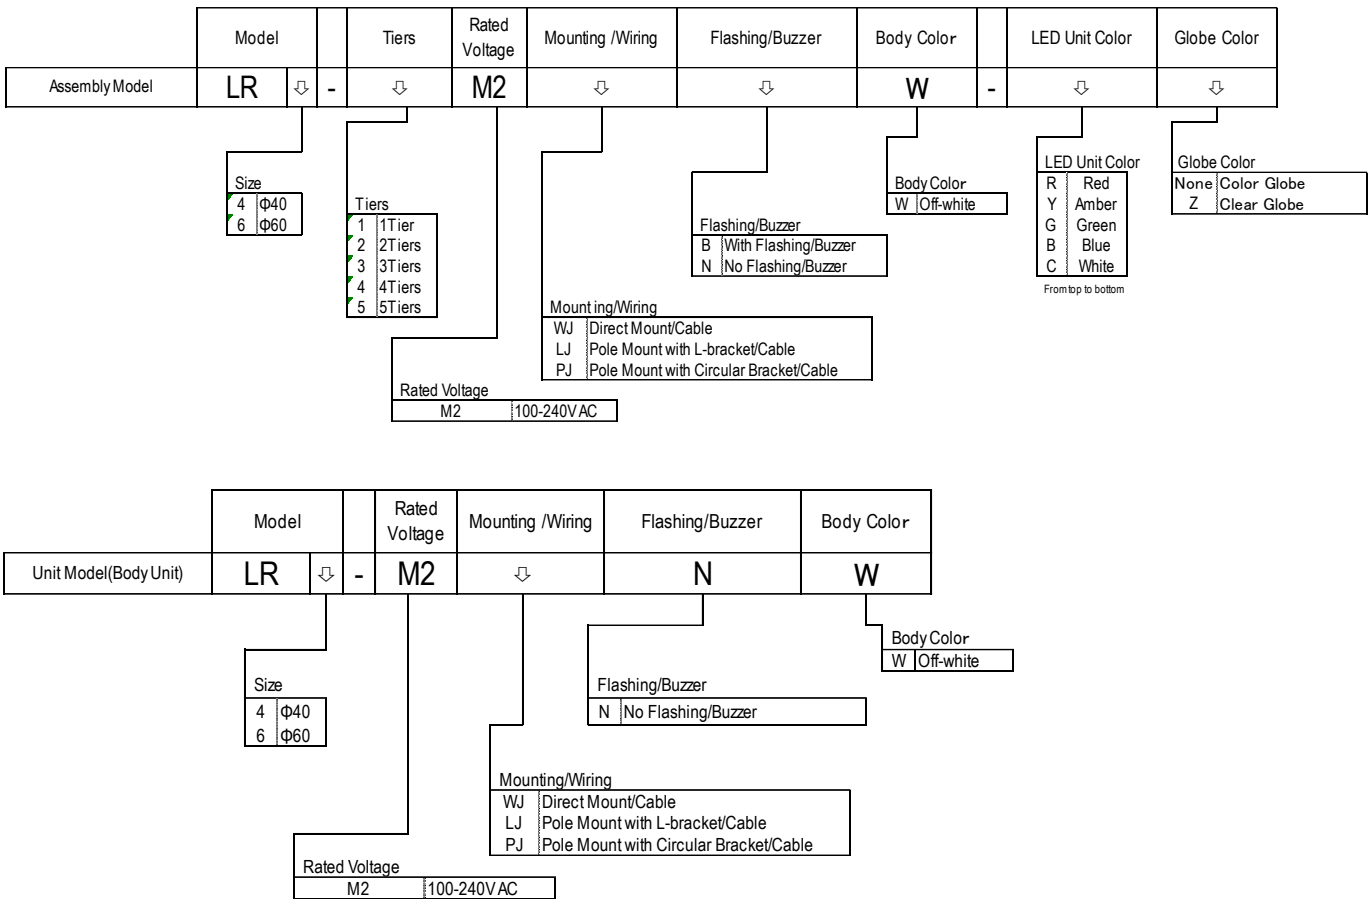 Model Tiers Rated Voltage Mounting /Wiring Flashing/Buzzer Body Color LED Unit Color Globe Color
Assembly Model LR ⇩ - ⇩ M2 ⇩ ⇩ W - ⇩ ⇩
Size
4 Φ40
6 Φ60
Tiers
1 1Tier
2 2Tiers
3 3Tiers
4 4Tiers
5 5Tiers
Rated Voltage
M2 100-240V AC
Mounting/Wiring
WJ Direct Mount/Cable
LJ Pole Mount with L-bracket/Cable
PJ Pole Mount with Circular Bracket/Cable
Flashing/Buzzer
B With Flashing/Buzzer
N No Flashing/Buzzer
Body Color
W Off-white
LED Unit Color
R Red
Y Amber
G Green
B Blue
C White
From top to bottom
Globe Color
None Color Globe
Z Clear Globe
Model Rated Voltage Mounting /Wiring Flashing/Buzzer Body Color
Unit Model(Body Unit) LR ⇩ - M2 ⇩ N W
Size
4 Φ40
6 Φ60
Rated Voltage
M2 100-240V AC
Mounting/Wiring
WJ Direct Mount/Cable
LJ Pole Mount with L-bracket/Cable
PJ Pole Mount with Circular Bracket/Cable
Flashing/Buzzer
N No Flashing/Buzzer
Body Color
W Off-white